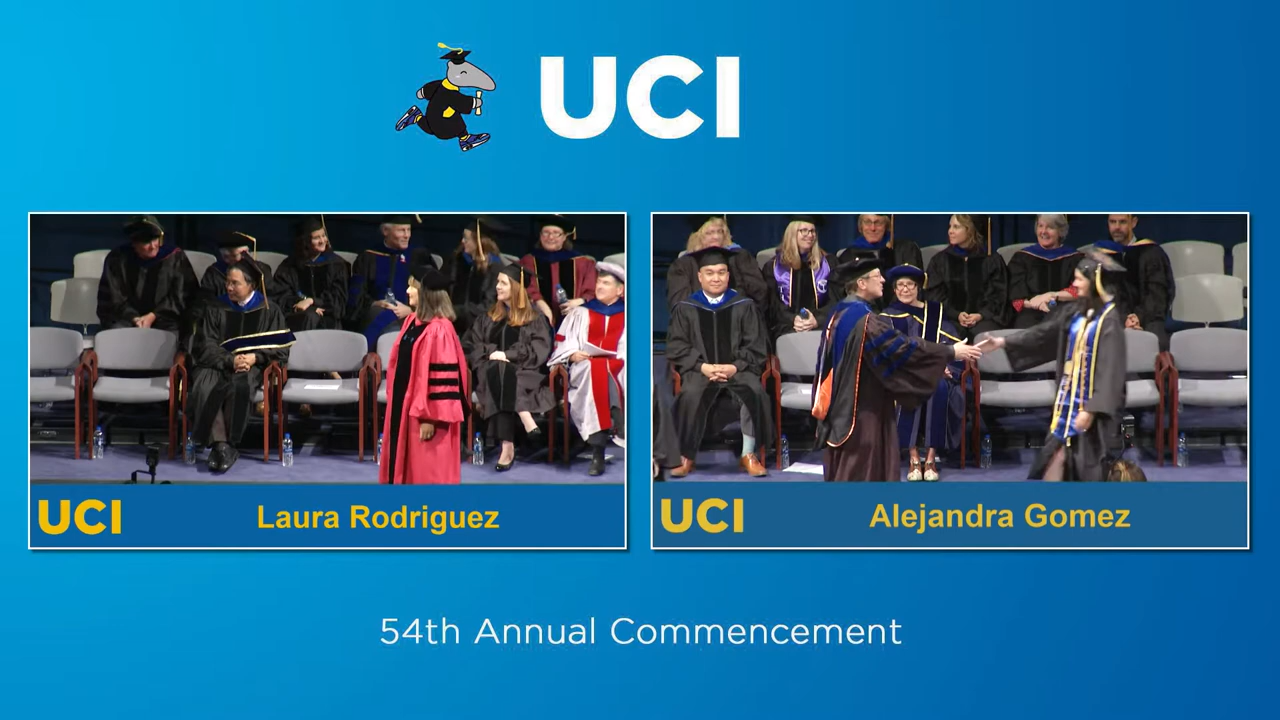 UCI
UCI
Laura Rodriguez
UCI
Alejandra Gomez
54th Annual Commencement